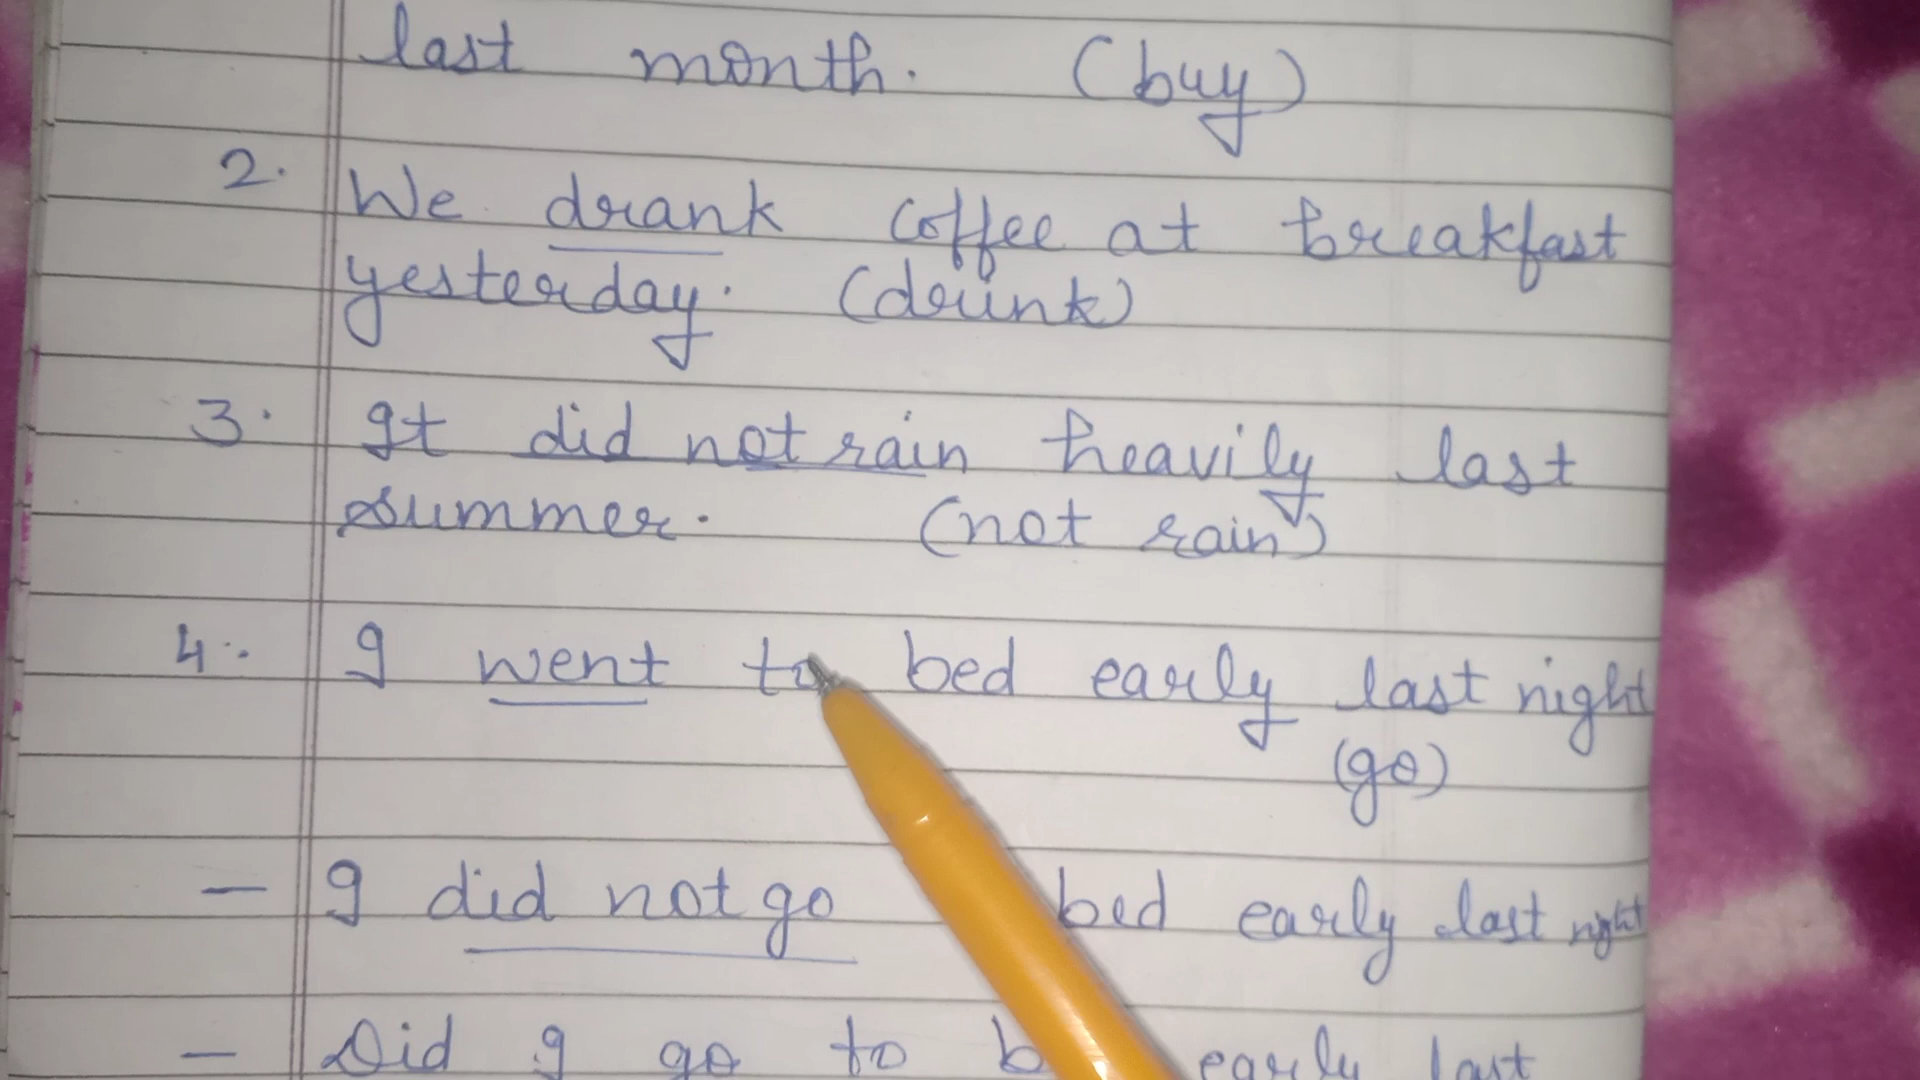 last month. (buy)
2. We drank coffee at breakfast
yesterday. (drink)
3. It did not rain heavily last
summer. (not rain)
4. I went to bed early last night
(go)
- I did not go bed early last night
- Did I go to b early last